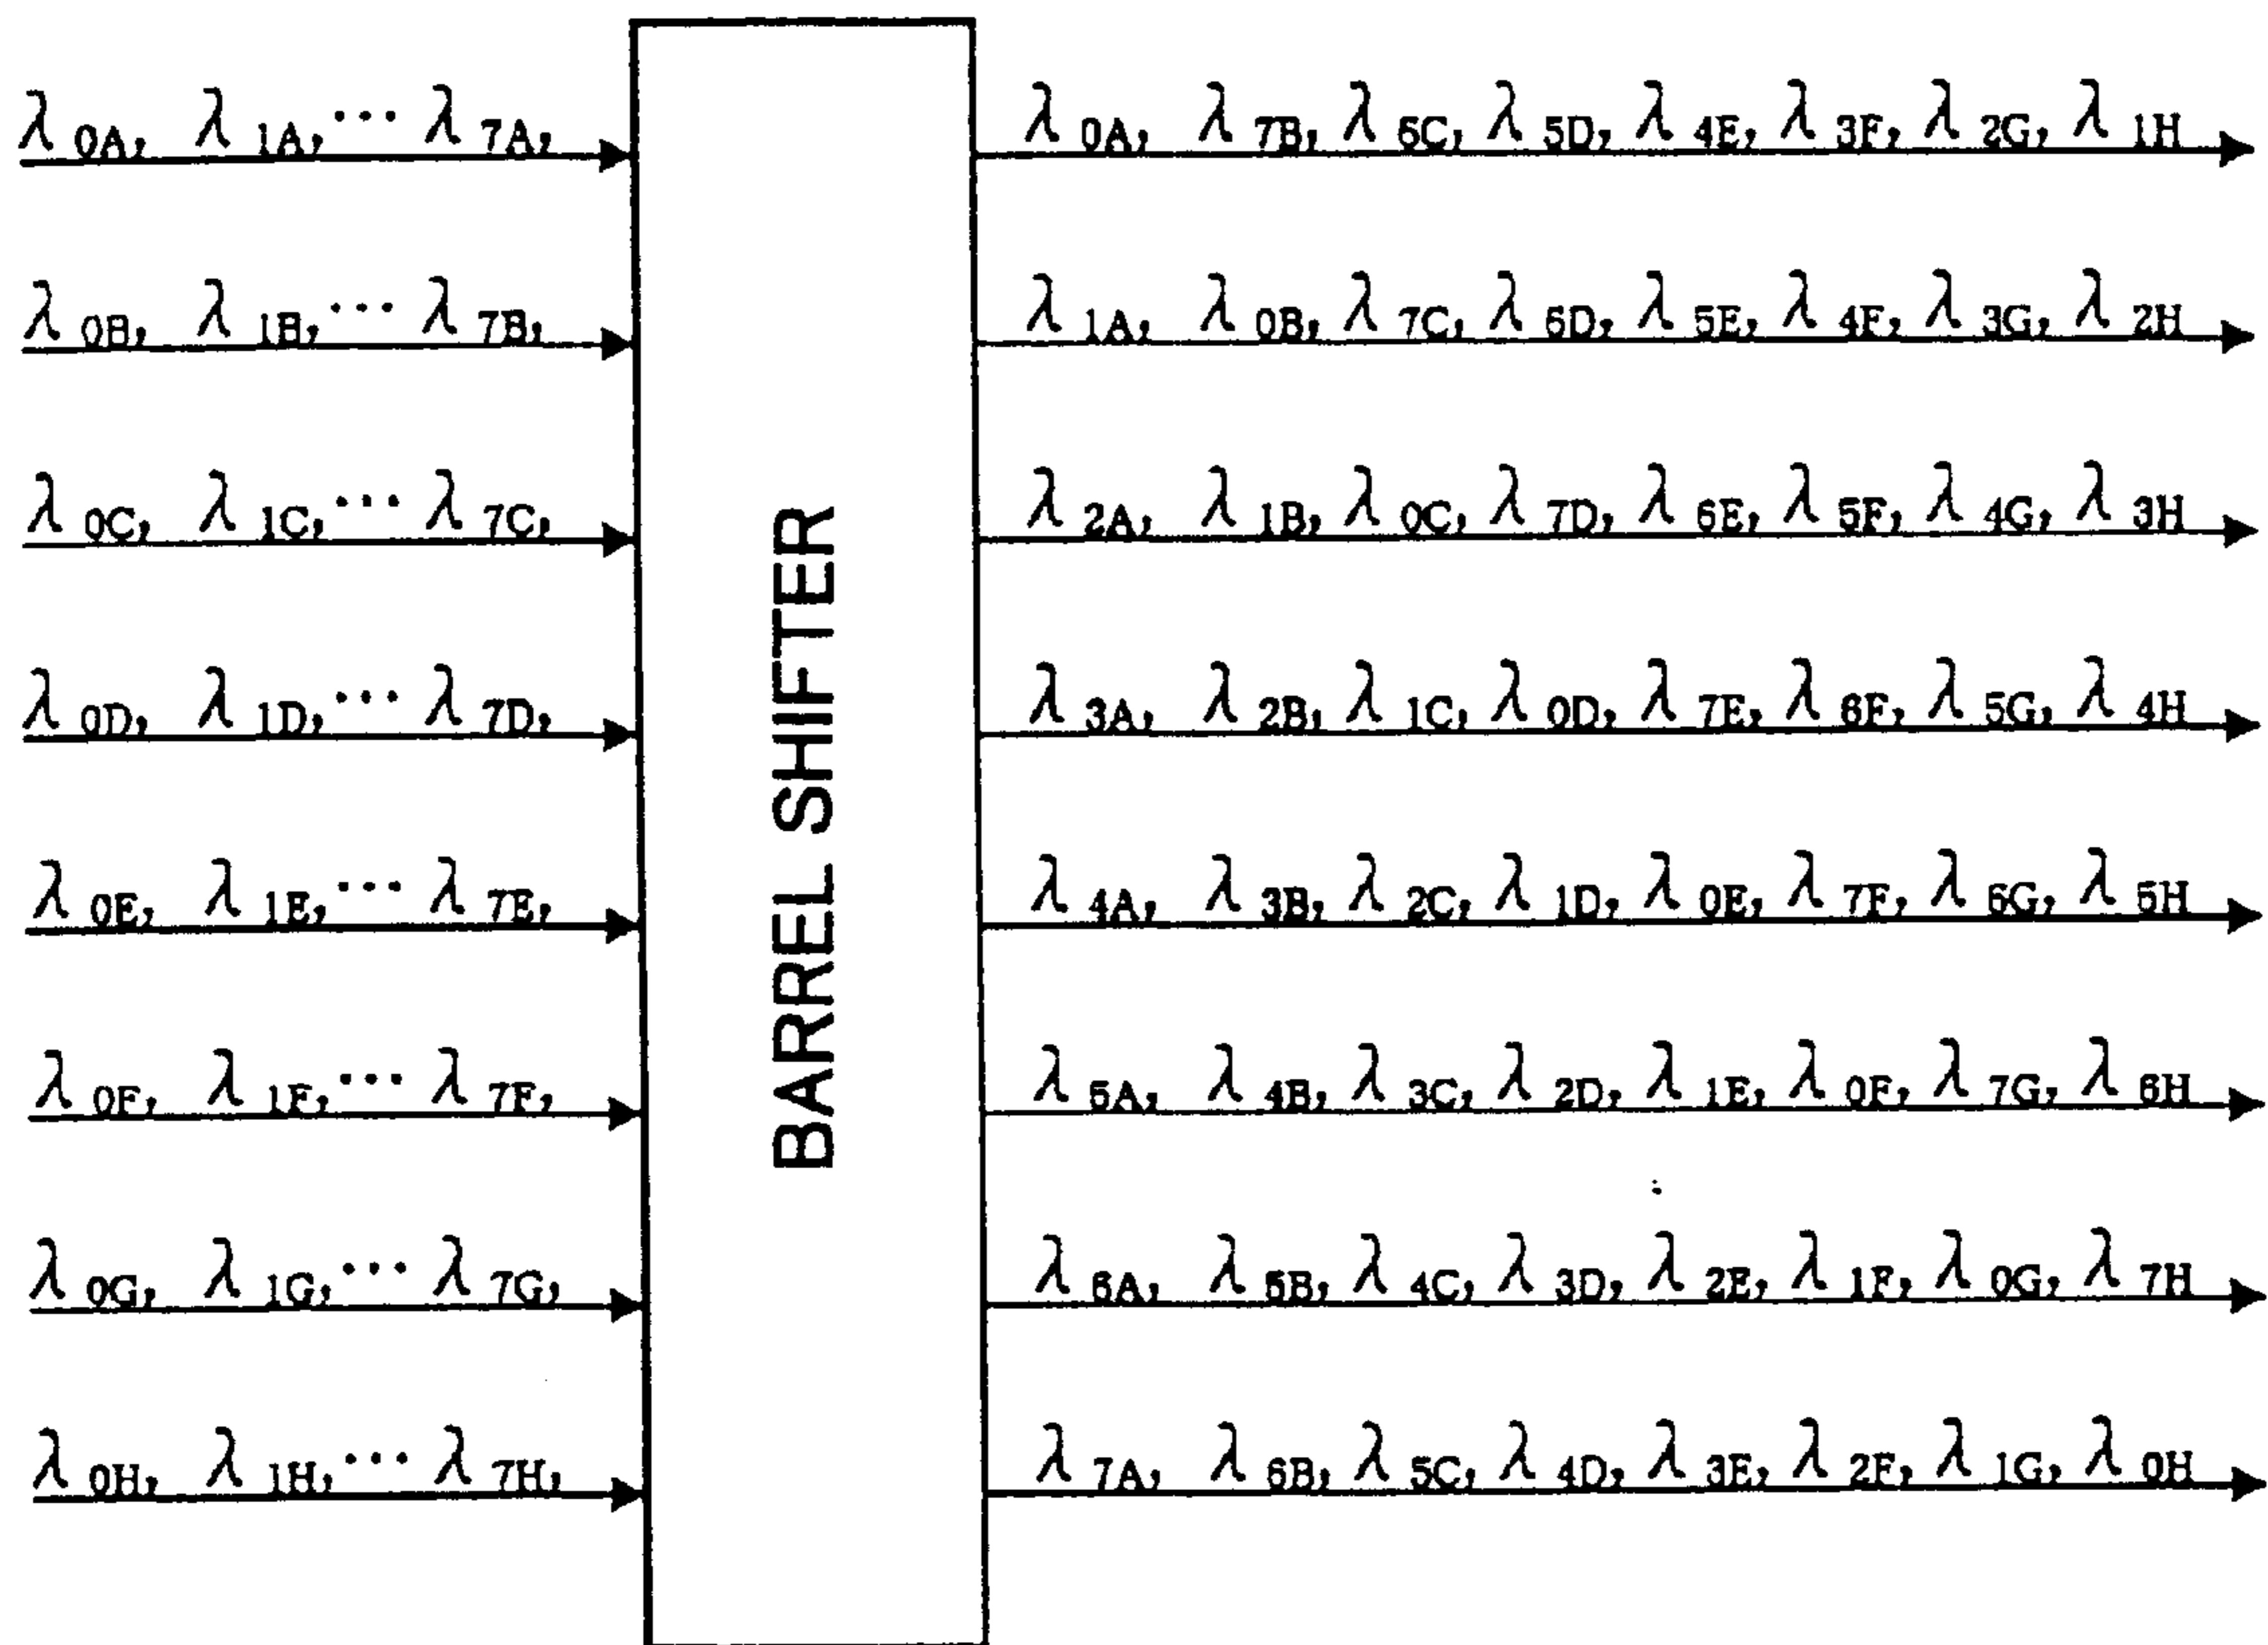 λ 0A, λ 1A, ··· λ 7A,
λ 0B, λ 1B, ··· λ 7B,
λ 0C, λ 1C, ··· λ 7C,
λ 0D, λ 1D, ··· λ 7D,
λ 0E, λ 1E, ··· λ 7E,
λ 0F, λ 1F, ··· λ 7F,
λ 0G, λ 1G, ··· λ 7G,
λ 0H, λ 1H, ··· λ 7H,
BARREL SHIFTER
λ 0A, λ 7B, λ 6C, λ 5D, λ 4E, λ 3F, λ 2G, λ 1H
λ 1A, λ 0B, λ 7C, λ 6D, λ 5E, λ 4F, λ 3G, λ 2H
λ 2A, λ 1B, λ 0C, λ 7D, λ 6E, λ 5F, λ 4G, λ 3H
λ 3A, λ 2B, λ 1C, λ 0D, λ 7E, λ 6F, λ 5G, λ 4H
λ 4A, λ 3B, λ 2C, λ 1D, λ 0E, λ 7F, λ 6G, λ 5H
λ 5A, λ 4B, λ 3C, λ 2D, λ 1E, λ 0F, λ 7G, λ 6H
λ 6A, λ 5B, λ 4C, λ 3D, λ 2E, λ 1F, λ 0G, λ 7H
λ 7A, λ 6B, λ 5C, λ 4D, λ 3E, λ 2F, λ 1G, λ 0H